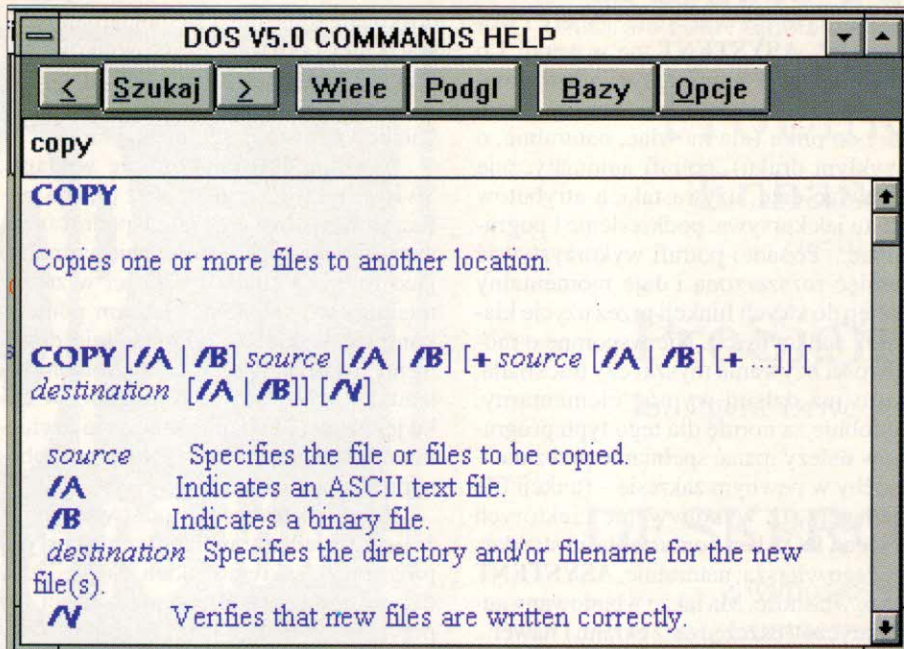 DOS V5.0 COMMANDS HELP
< Szukaj > Wiele Podgl Bazy Opcje
copy
COPY
Copies one or more files to another location.
COPY [/A | /B] source [/A | /B] [+ source [/A | /B] [+ ...]] [
destination [/A | /B]] [/V]
source Specifies the file or files to be copied.
/A Indicates an ASCII text file.
/B Indicates a binary file.
destination Specifies the directory and/or filename for the new
file(s).
/V Verifies that new files are written correctly.